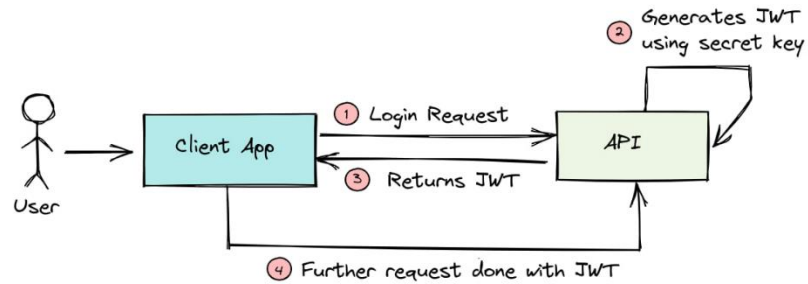 2 Generates JWT
using secret key
1 Login Request
Client App
API
3 Returns JWT
User
4 Further request done with JWT